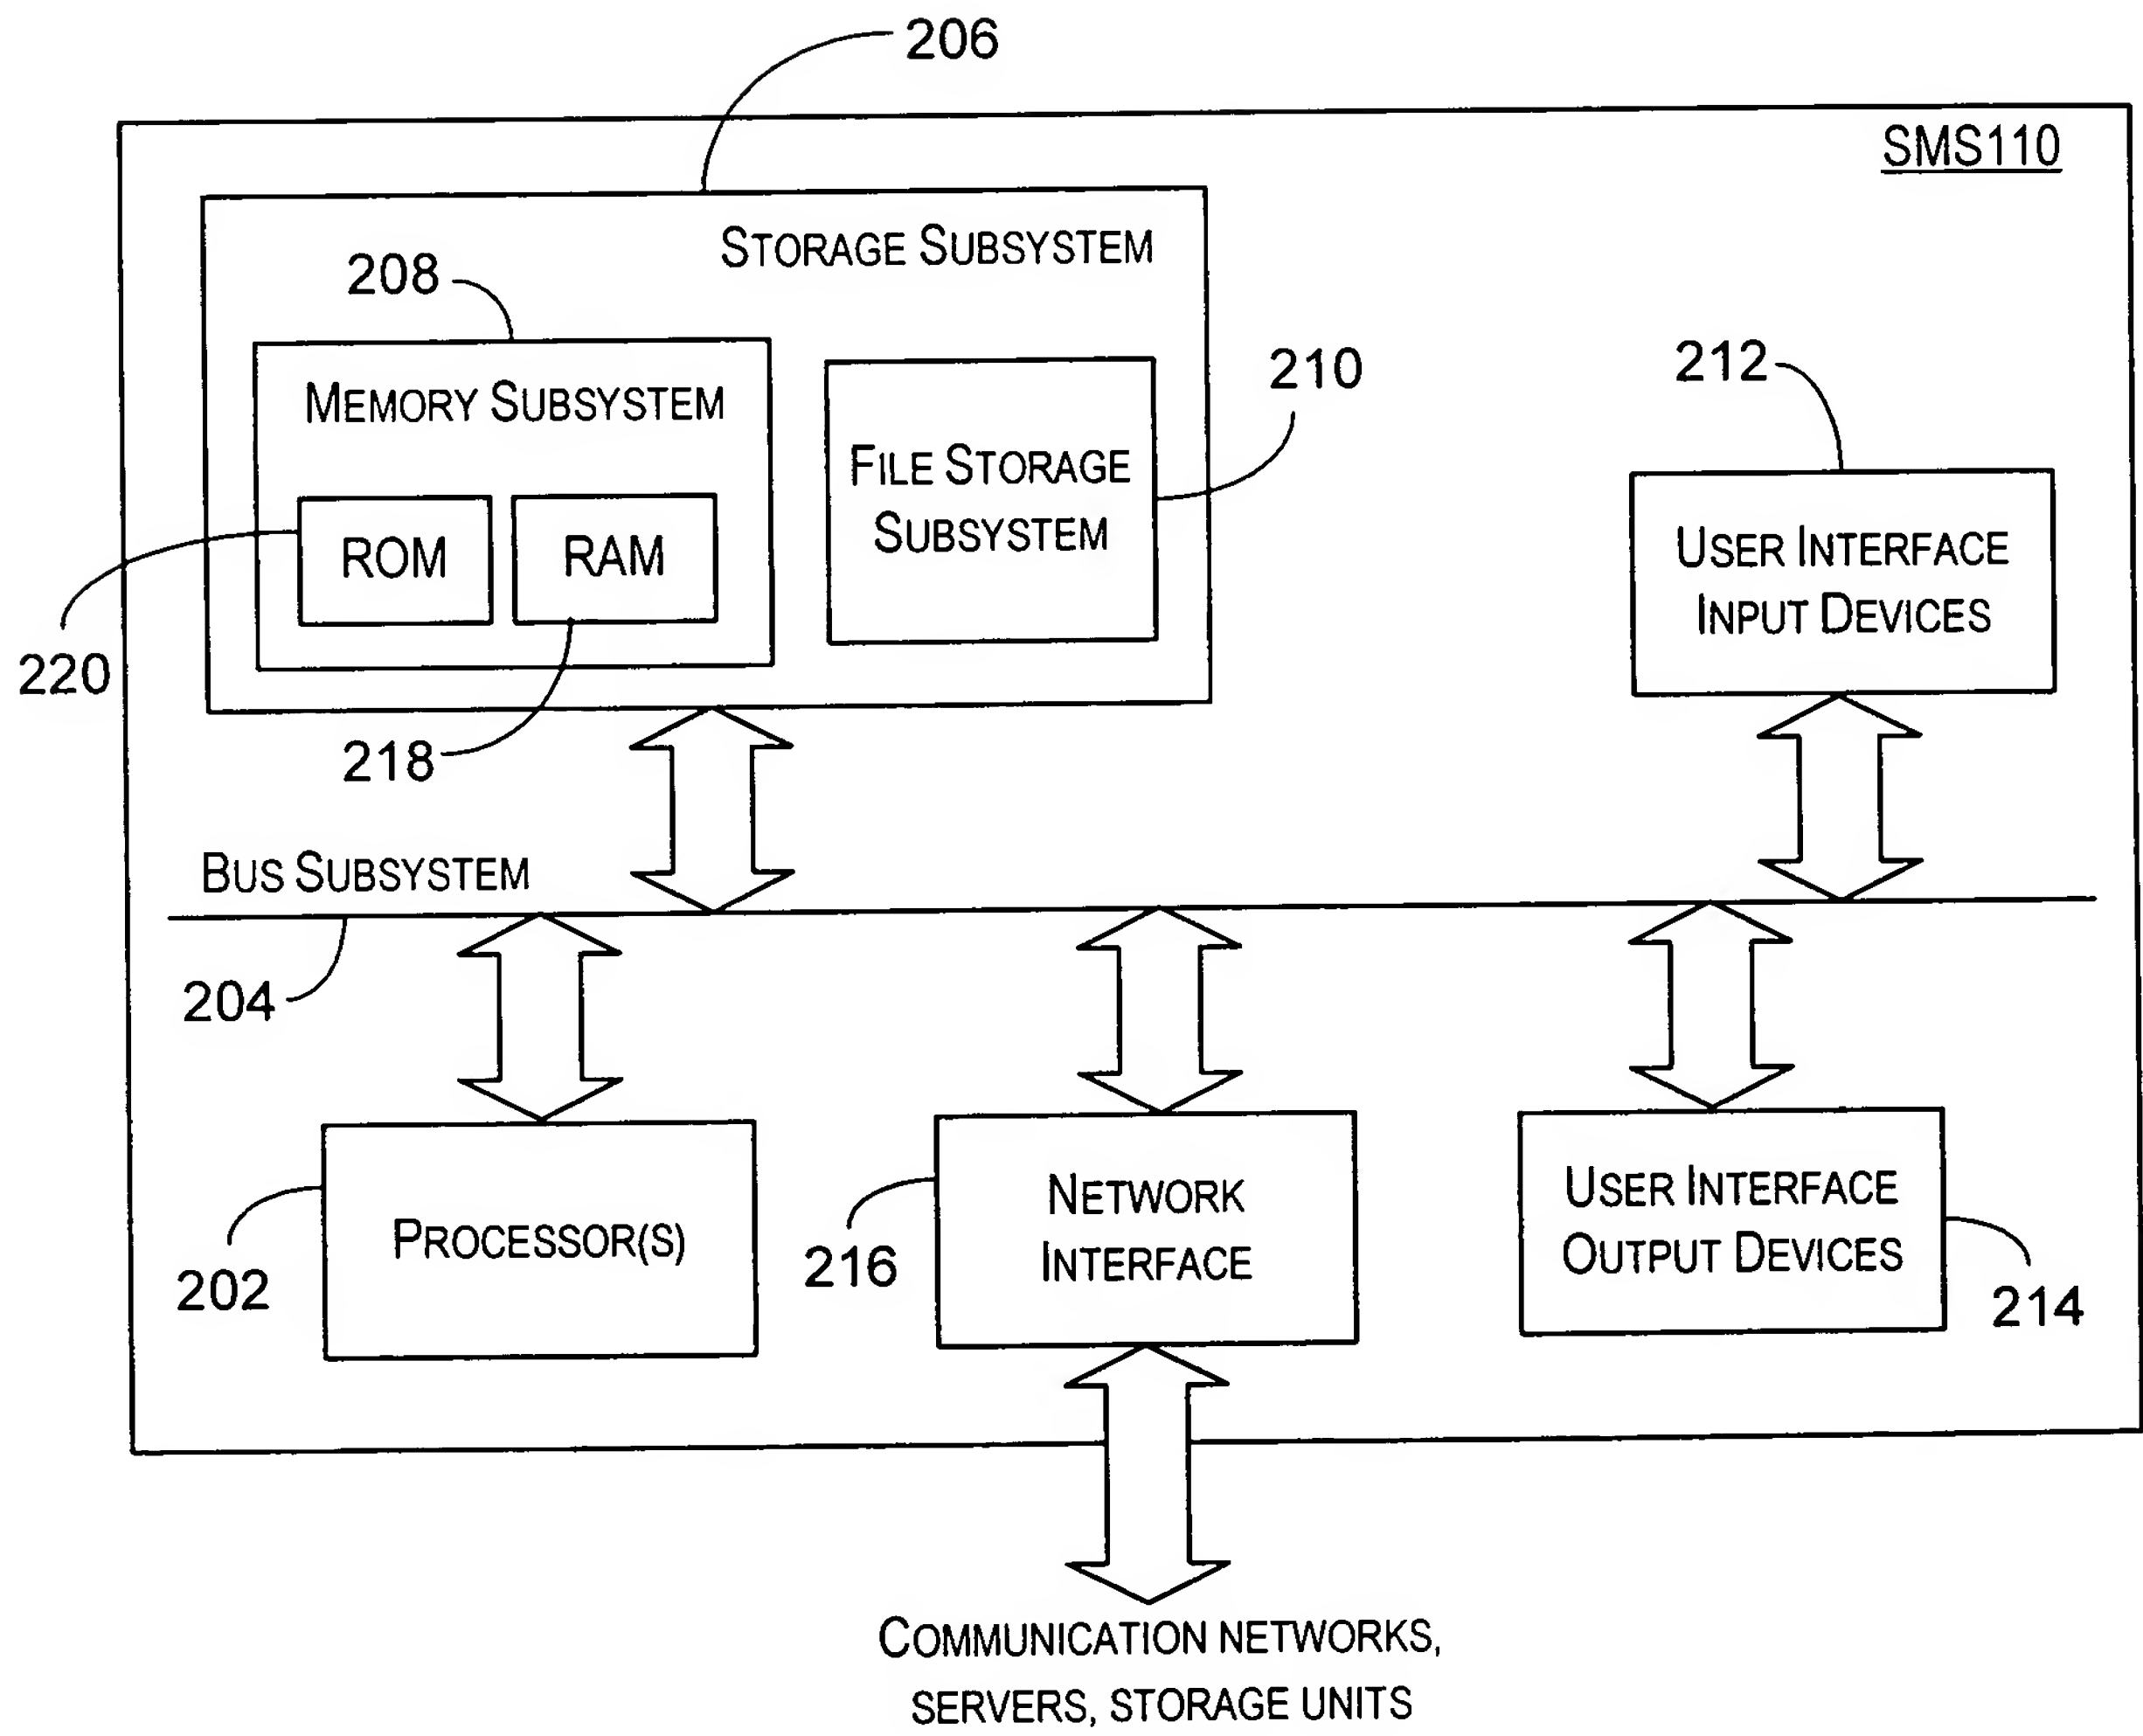 206
SMS110
STORAGE SUBSYSTEM
208
MEMORY SUBSYSTEM
210
212
FILE STORAGE
SUBSYSTEM
ROM
RAM
USER INTERFACE
INPUT DEVICES
220
218
BUS SUBSYSTEM
204
PROCESSOR(S)
202
NETWORK
INTERFACE
216
USER INTERFACE
OUTPUT DEVICES
214
COMMUNICATION NETWORKS,
SERVERS, STORAGE UNITS